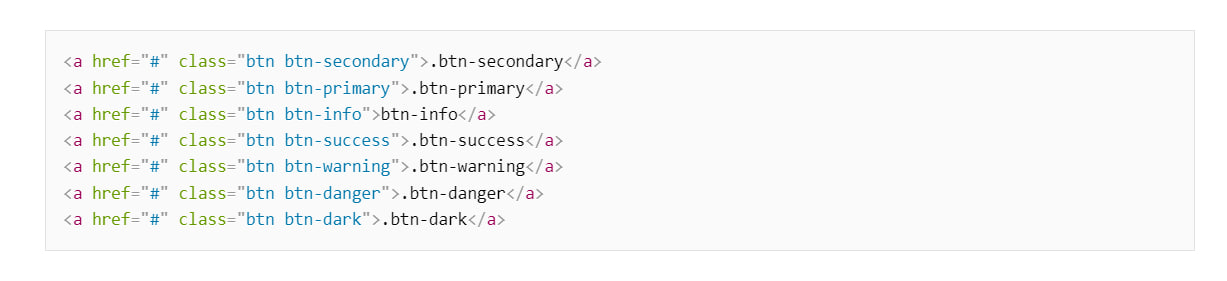 <a href="#" class="btn btn-secondary">.btn-secondary</a>
<a href="#" class="btn btn-primary">.btn-primary</a>
<a href="#" class="btn btn-info">btn-info</a>
<a href="#" class="btn btn-success">.btn-success</a>
<a href="#" class="btn btn-warning">.btn-warning</a>
<a href="#" class="btn btn-danger">.btn-danger</a>
<a href="#" class="btn btn-dark">.btn-dark</a>